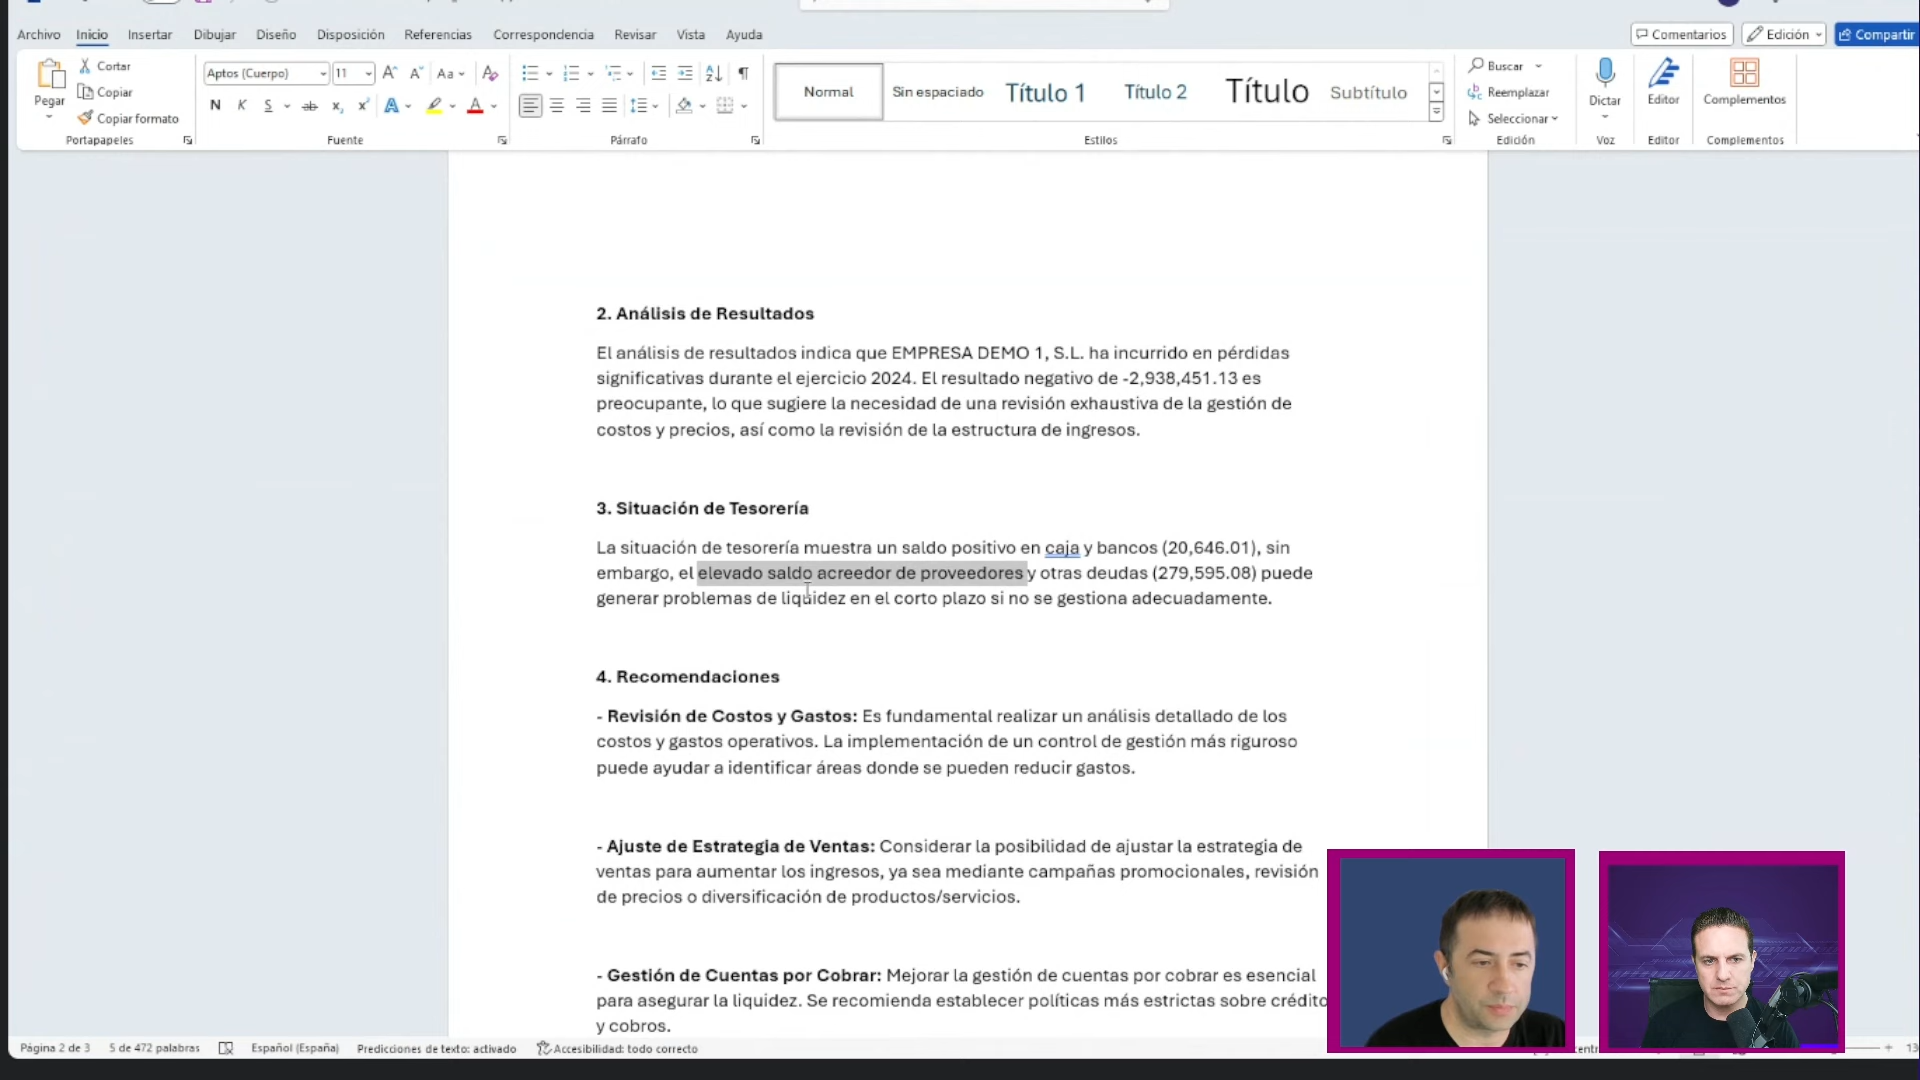 Archivo Inicio Insertar Dibujar Diseño Disposición Referencias Correspondencia Revisar Vista Ayuda
Comentarios Edición Compartir
Pegar
Cortar
Copiar
Copiar formato
Portapapeles
Aptos (Cuerpo) 11
N K S ab
Fuente
Párrafo
Normal Sin espaciado Título 1 Título 2 Título Subtítulo
Estilos
Buscar
Reemplazar
Seleccionar
Edición
Dictar
Voz
Editor
Editor
Complementos
Complementos
2. Análisis de Resultados
El análisis de resultados indica que EMPRESA DEMO 1, S.L. ha incurrido en pérdidas
significativas durante el ejercicio 2024. El resultado negativo de -2,938,451.13 es
preocupante, lo que sugiere la necesidad de una revisión exhaustiva de la gestión de
costos y precios, así como la revisión de la estructura de ingresos.
3. Situación de Tesorería
La situación de tesorería muestra un saldo positivo en caja y bancos (20,646.01), sin
embargo, el elevado saldo acreedor de proveedores y otras deudas (279,595.08) puede
generar problemas de liquidez en el corto plazo si no se gestiona adecuadamente.
4. Recomendaciones
- Revisión de Costos y Gastos: Es fundamental realizar un análisis detallado de los
costos y gastos operativos. La implementación de un control de gestión más riguroso
puede ayudar a identificar áreas donde se pueden reducir gastos.
- Ajuste de Estrategia de Ventas: Considerar la posibilidad de ajustar la estrategia de
ventas para aumentar los ingresos, ya sea mediante campañas promocionales, revisión
de precios o diversificación de productos/servicios.
- Gestión de Cuentas por Cobrar: Mejorar la gestión de cuentas por cobrar es esencial
para asegurar la liquidez. Se recomienda establecer políticas más estrictas sobre crédito
y cobros.
Página 2 de 3 5 de 472 palabras Español (España) Predicciones de texto: activado Accesibilidad: todo correcto